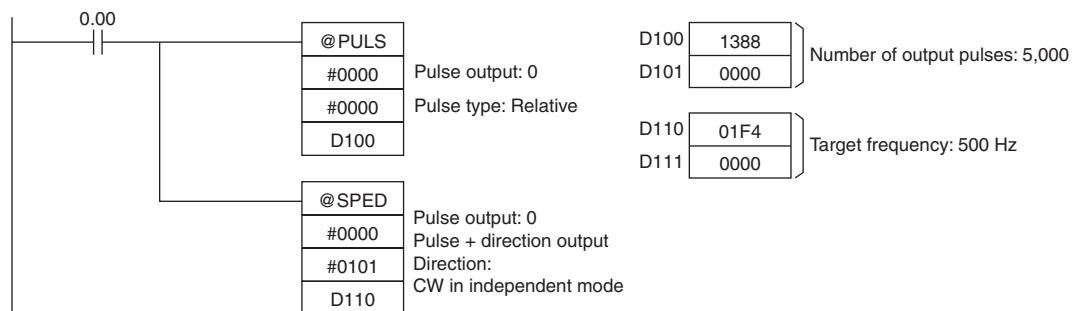 0.00
@PULS
#0000 Pulse output: 0
#0000 Pulse type: Relative
D100
D100 1388
D101 0000
Number of output pulses: 5,000
D110 01F4
D111 0000
Target frequency: 500 Hz
@SPED
#0000
#0101
D110
Pulse output: 0
Pulse + direction output
Direction:
CW in independent mode